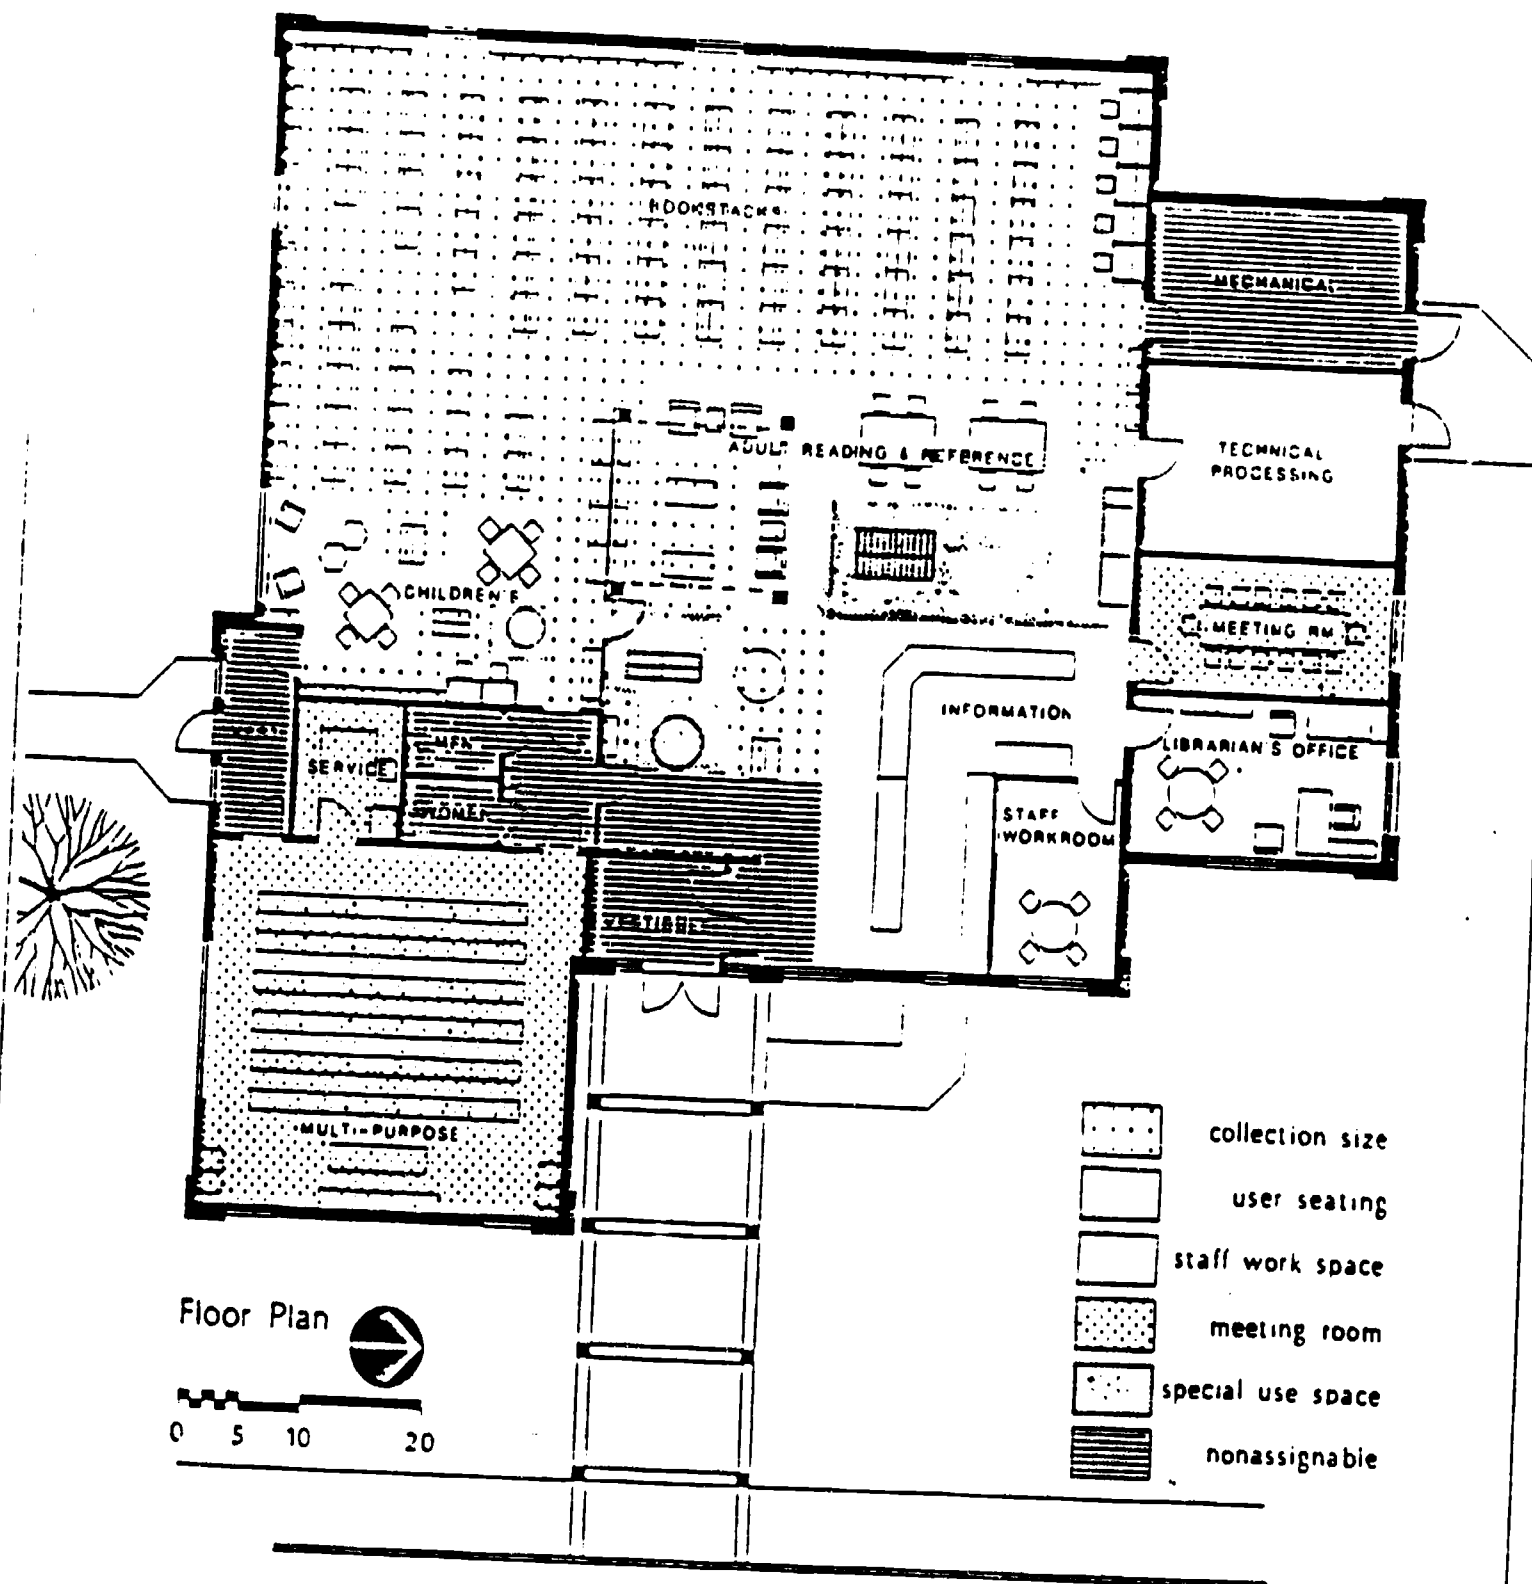 BOOKSTACKS
MECHANICAL
ADULT READING & REFERENCE
TECHNICAL
PROCESSING
CHILDREN'S
MEETING RM
INFORMATION
LIBRARIAN'S OFFICE
MEN
SERVICE
WOMEN
STAFF
WORKROOM
VESTIBULE
MULTI-PURPOSE
collection size
user seating
staff work space
meeting room
special use space
nonassignable
Floor Plan
0 5 10 20